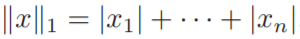 ‖x‖₁ = |x₁| + ⋯ + |xₙ|